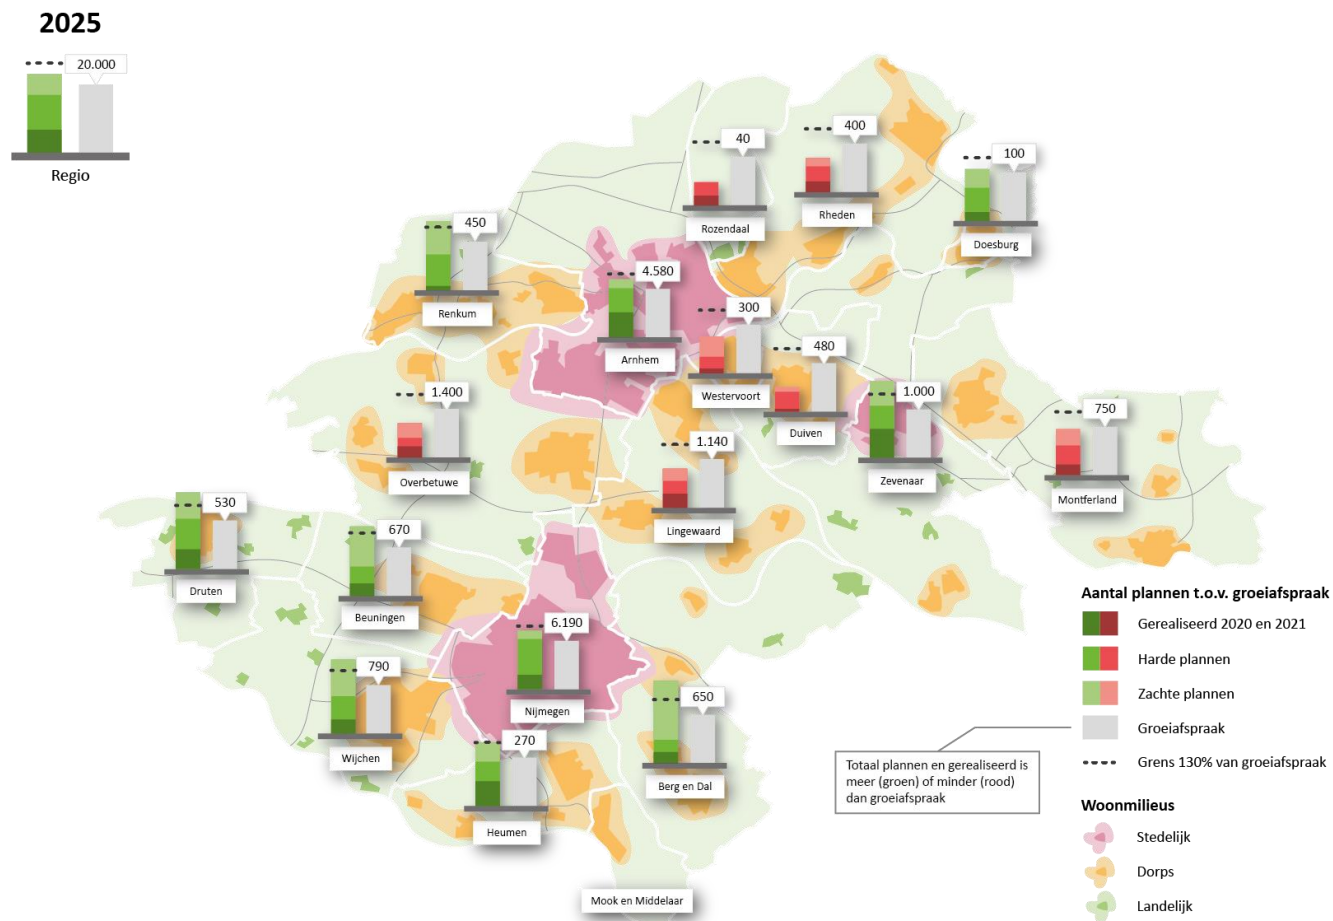 2025
20.000
Regio
40
Rozendaal
400
Rheden
100
Doesburg
450
Renkum
4.580
Arnhem
300
Westervoort
480
Duiven
1.000
Zevenaar
750
Montferland
1.400
Overbetuwe
1.140
Lingewaard
530
Druten
670
Beuningen
6.190
Nijmegen
790
Wijchen
270
Heumen
650
Berg en Dal
Mook en Middelaar
Totaal plannen en gerealiseerd is
meer (groen) of minder (rood)
dan groeiafspraak
Aantal plannen t.o.v. groeiafspraak
Gerealiseerd 2020 en 2021
Harde plannen
Zachte plannen
Groeiafspraak
Grens 130% van groeiafspraak
Woonmilieus
Stedelijk
Dorps
Landelijk